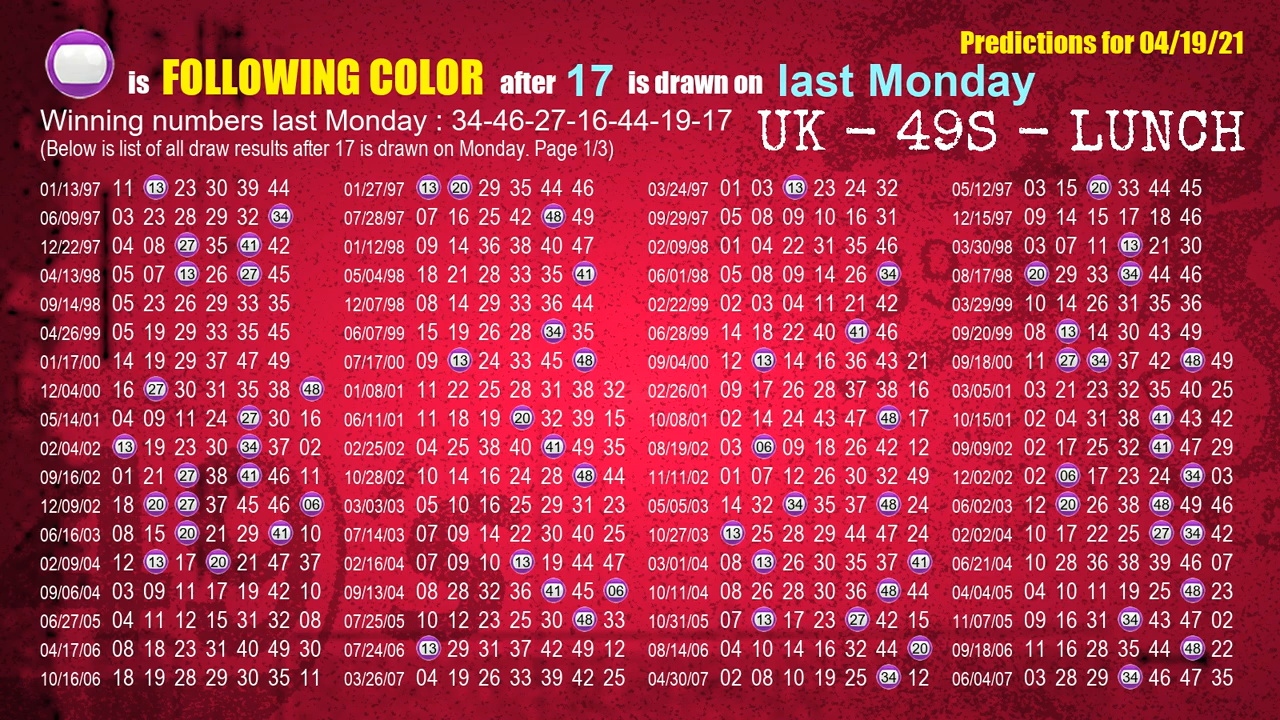 Predictions for 04/19/21
is FOLLOWING COLOR after 17 is drawn on last Monday
Winning numbers last Monday : 34-46-27-16-44-19-17
UK - 49S - LUNCH
(Below is list of all draw results after 17 is drawn on Monday. Page 1/3)
01/13/97 11 13 23 30 39 44 01/27/97 13 20 29 35 44 46 03/24/97 01 03 13 23 24 32 05/12/97 03 15 20 33 44 45
06/09/97 03 23 28 29 32 34 07/28/97 07 16 25 42 48 49 09/29/97 05 08 09 10 16 31 12/15/97 09 14 15 17 18 46
12/22/97 04 08 27 35 41 42 01/12/98 09 14 36 38 40 47 02/09/98 01 04 22 31 35 46 03/30/98 03 07 11 13 21 30
04/13/98 05 07 13 26 27 45 05/04/98 18 21 28 33 35 41 06/01/98 05 08 09 14 26 34 08/17/98 20 29 33 34 44 46
09/14/98 05 23 26 29 33 35 12/07/98 08 14 29 33 36 44 02/22/99 02 03 04 11 21 42 03/29/99 10 14 26 31 35 36
04/26/99 05 19 29 33 35 45 06/07/99 15 19 26 28 34 35 06/28/99 14 18 22 40 41 46 09/20/99 08 13 14 30 43 49
01/17/00 14 19 29 37 47 49 07/17/00 09 13 24 33 45 48 09/04/00 12 13 14 16 36 43 21 09/18/00 11 27 34 37 42 48 49
12/04/00 16 27 30 31 35 38 48 01/08/01 11 22 25 28 31 38 32 02/26/01 09 17 26 28 37 38 16 03/05/01 03 21 23 32 35 40 25
05/14/01 04 09 11 24 27 30 16 06/11/01 11 18 19 20 32 39 15 10/08/01 02 14 24 43 47 48 17 10/15/01 02 04 31 38 41 43 42
02/04/02 13 19 23 30 34 37 02 02/25/02 04 25 38 40 41 49 35 08/19/02 03 06 09 18 26 42 12 09/09/02 02 17 25 32 41 47 29
09/16/02 01 21 27 38 41 46 11 10/28/02 10 14 16 24 28 48 44 11/11/02 01 07 12 26 30 32 49 12/02/02 02 06 17 23 24 34 03
12/09/02 18 20 27 37 45 46 06 03/03/03 05 10 16 25 29 31 23 05/05/03 14 32 34 35 37 48 24 06/02/03 12 20 26 38 48 49 46
06/16/03 08 15 20 21 29 41 10 07/14/03 07 09 14 22 30 40 25 10/27/03 13 25 28 29 44 47 24 02/02/04 10 17 22 25 27 34 42
02/09/04 12 13 17 20 21 47 37 02/16/04 07 09 10 13 19 44 47 03/01/04 08 13 26 30 35 37 41 06/21/04 10 28 36 38 39 46 07
09/06/04 03 09 11 17 19 42 10 09/13/04 08 28 32 36 41 45 06 10/11/04 08 26 28 30 36 48 44 04/04/05 04 10 11 19 25 48 23
06/27/05 04 11 12 15 31 32 08 07/25/05 10 12 23 25 30 48 33 10/31/05 07 13 17 23 27 42 15 11/07/05 09 16 31 34 43 47 02
04/17/06 08 18 23 31 40 49 30 07/24/06 13 29 31 37 42 49 12 08/14/06 04 10 14 16 32 44 20 09/18/06 11 28 35 44 48 22
10/16/06 18 19 28 29 30 35 11 03/26/07 04 19 26 33 39 42 25 04/30/07 02 08 10 19 25 34 12 06/04/07 03 28 29 34 46 47 35